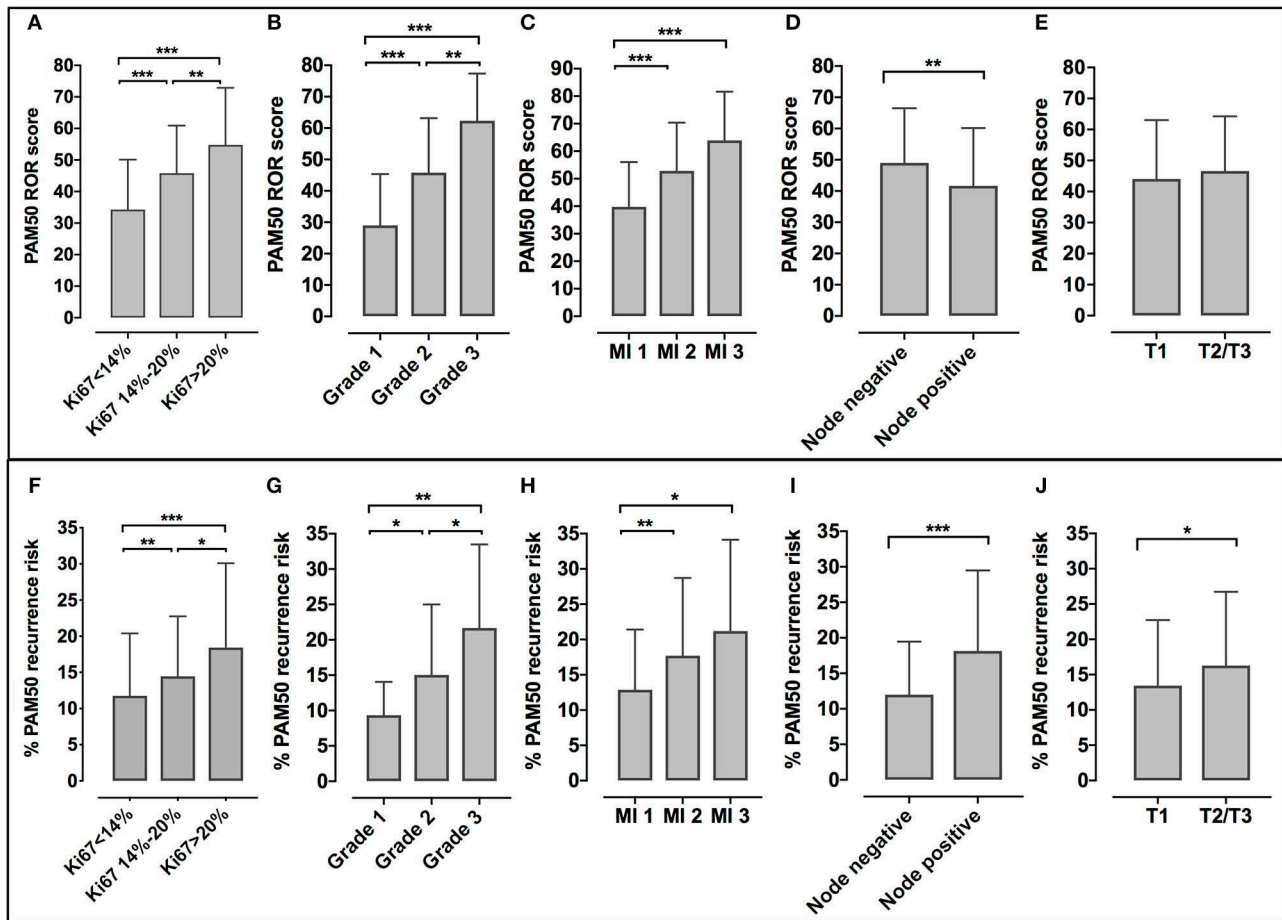 A
PAM50 ROR score
80
70
60
50
40
30
20
10
0
***
***
**
Ki67<14%
Ki67 14%-20%
Ki67>20%
B
PAM50 ROR score
80
70
60
50
40
30
20
10
0
***
***
**
Grade 1
Grade 2
Grade 3
C
PAM50 ROR score
90
80
70
60
50
40
30
20
10
0
***
***
MI 1 MI 2 MI 3
D
PAM50 ROR score
80
70
60
50
40
30
20
10
0
**
Node negative
Node positive
E
PAM50 ROR score
80
70
60
50
40
30
20
10
0
T1 T2/T3
F
% PAM50 recurrence risk
35
30
25
20
15
10
5
0
***
**
*
Ki67<14%
Ki67 14%-20%
Ki67>20%
G
% PAM50 recurrence risk
35
30
25
20
15
10
5
0
**
*
*
Grade 1
Grade 2
Grade 3
H
% PAM50 recurrence risk
35
30
25
20
15
10
5
0
*
**
MI 1 MI 2 MI 3
I
% PAM50 recurrence risk
35
30
25
20
15
10
5
0
***
Node negative
Node positive
J
% PAM50 recurrence risk
35
30
25
20
15
10
5
0
*
T1 T2/T3